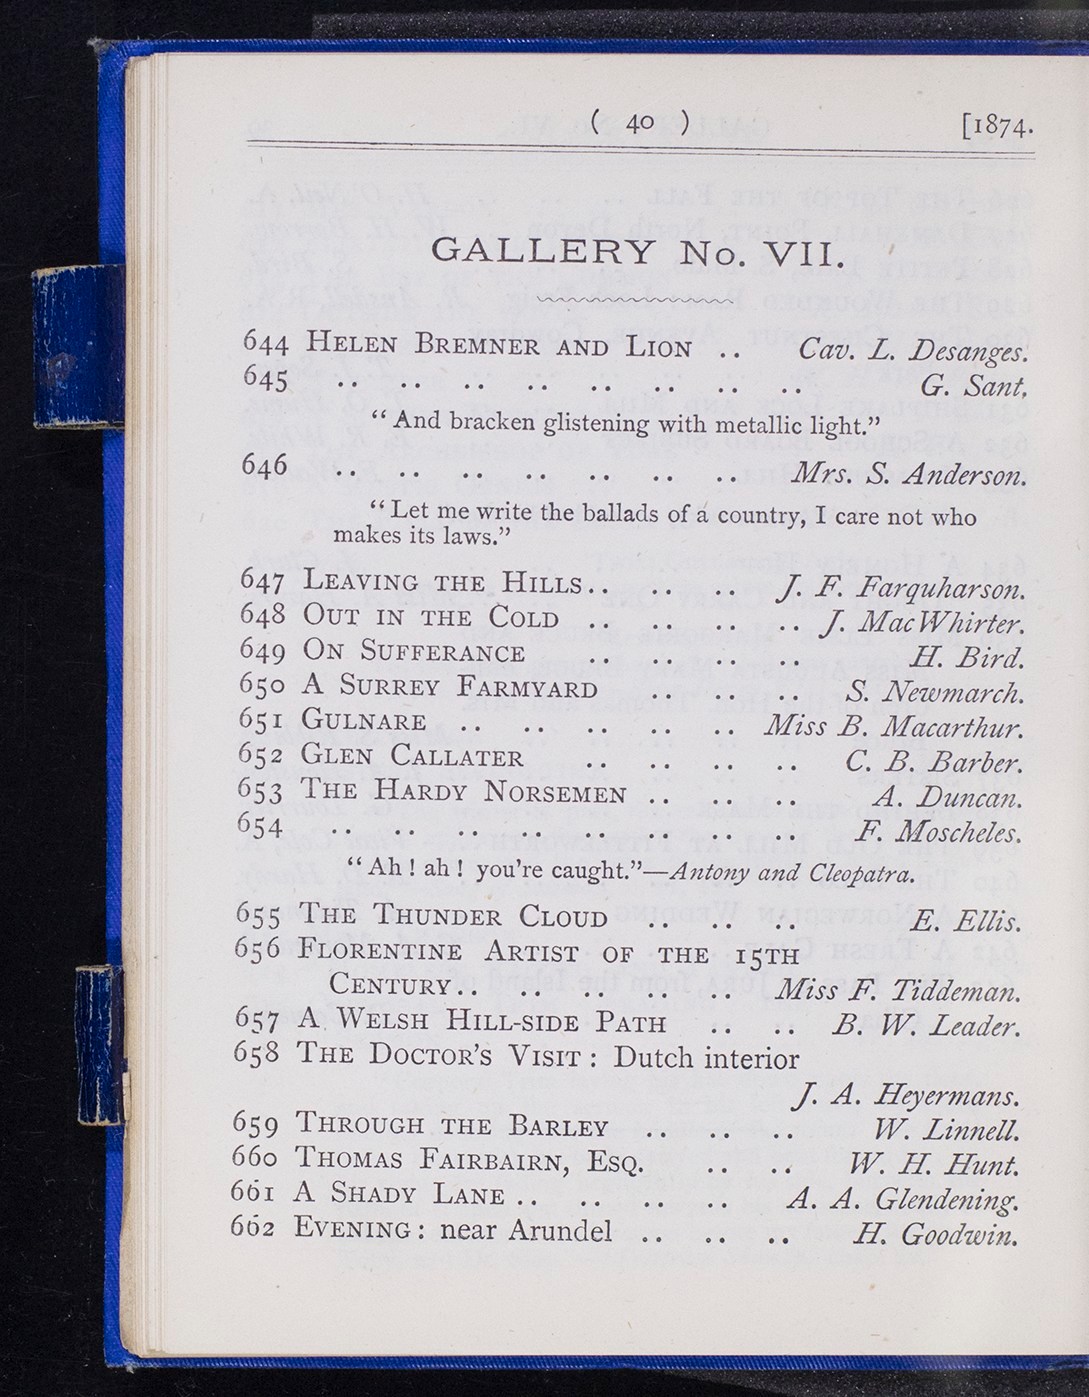 ( 40 ) [1874.
GALLERY No. VII.
644 HELEN BREMNER AND LION .. Cav. L. Desanges.
645 .. .. .. .. .. .. .. .. G. Sant.
“And bracken glistening with metallic light.”
646 .. .. .. .. .. .. .. Mrs. S. Anderson.
“Let me write the ballads of a country, I care not who
makes its laws.”
647 LEAVING THE HILLS.. .. .. J. F. Farquharson.
648 OUT IN THE COLD .. .. .. .. J. MacWhirter.
649 ON SUFFERANCE .. .. .. .. H. Bird.
650 A SURREY FARMYARD .. .. .. S. Newmarch.
651 GULNARE .. .. .. .. .. Miss B. Macarthur.
652 GLEN CALLATER .. .. .. .. C. B. Barber.
653 THE HARDY NORSEMEN .. .. .. A. Duncan.
654 .. .. .. .. .. .. .. .. F. Moscheles.
“Ah! ah! you're caught.”—Antony and Cleopatra.
655 THE THUNDER CLOUD .. .. .. E. Ellis.
656 FLORENTINE ARTIST OF THE 15TH
CENTURY.. .. .. .. .. Miss F. Tiddeman.
657 A WELSH HILL-SIDE PATH .. .. B. W. Leader.
658 THE DOCTOR'S VISIT: Dutch interior
J. A. Heyermans.
659 THROUGH THE BARLEY .. .. .. W. Linnell.
660 THOMAS FAIRBAIRN, ESQ. .. .. W. H. Hunt.
661 A SHADY LANE .. .. .. .. A. A. Glendening.
662 EVENING: near Arundel .. .. .. H. Goodwin.